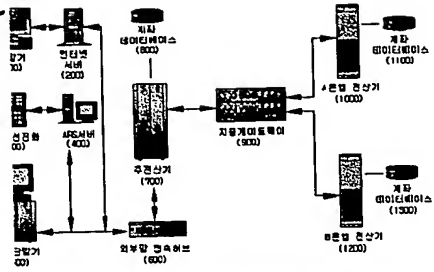 계좌
데이터베이스
(800)
인터넷
서버
(200)
ARS서버
(400)
주전산기
(700)
외부망 접속허브
(600)
지중게이트웨이
(900)
A은행 전산기
(1000)
계좌
데이터베이스
(1100)
B은행 전산기
(1200)
계좌
데이터베이스
(1300)